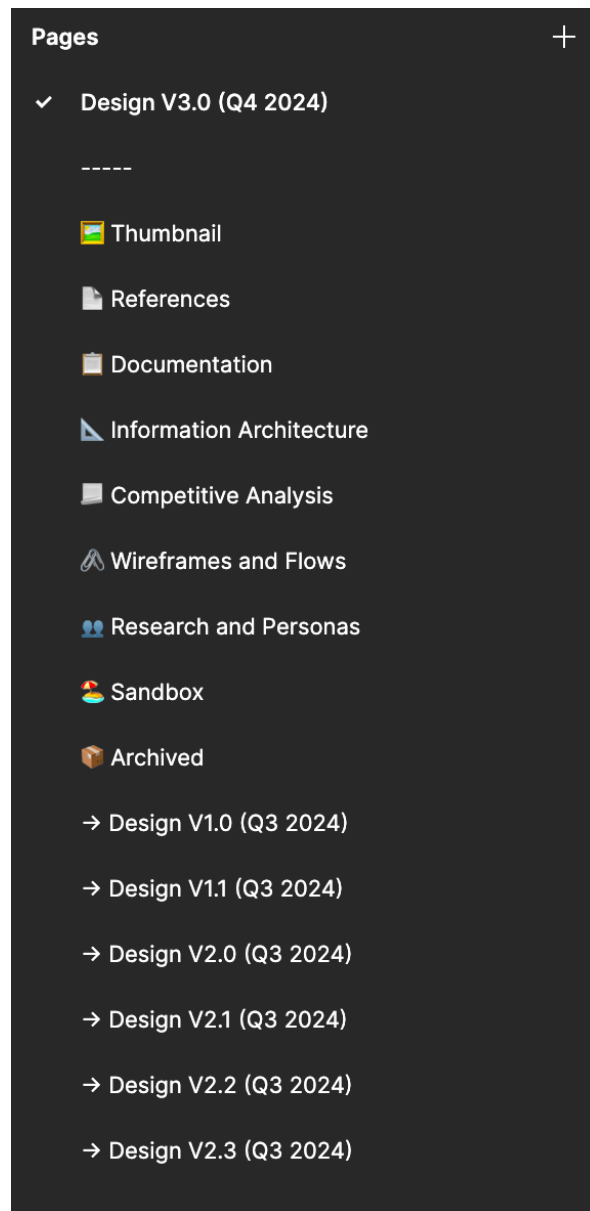 Pages
Design V3.0 (Q4 2024)
-----
Thumbnail
References
Documentation
Information Architecture
Competitive Analysis
Wireframes and Flows
Research and Personas
Sandbox
Archived
→ Design V1.0 (Q3 2024)
→ Design V1.1 (Q3 2024)
→ Design V2.0 (Q3 2024)
→ Design V2.1 (Q3 2024)
→ Design V2.2 (Q3 2024)
→ Design V2.3 (Q3 2024)